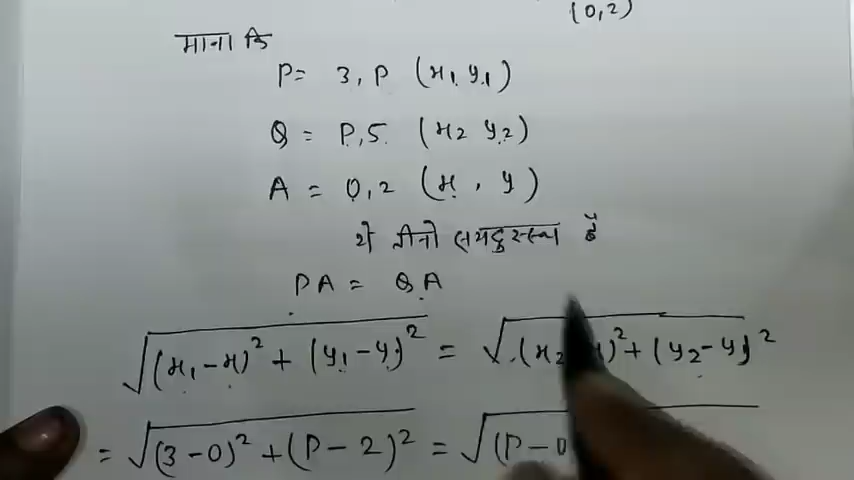 (0,2)
माना कि
P= 3, P (x₁ y₁)
Q = P,5 (x₂ y₂)
A = 0,2 (x , y)
ये तीनो समदुरस्थ है
PA = QA
√(x₁-x)² + (y₁-y)² = √(x₂ )²+(y₂-y)²
= √(3-0)²+(P-2)² = √(P-0